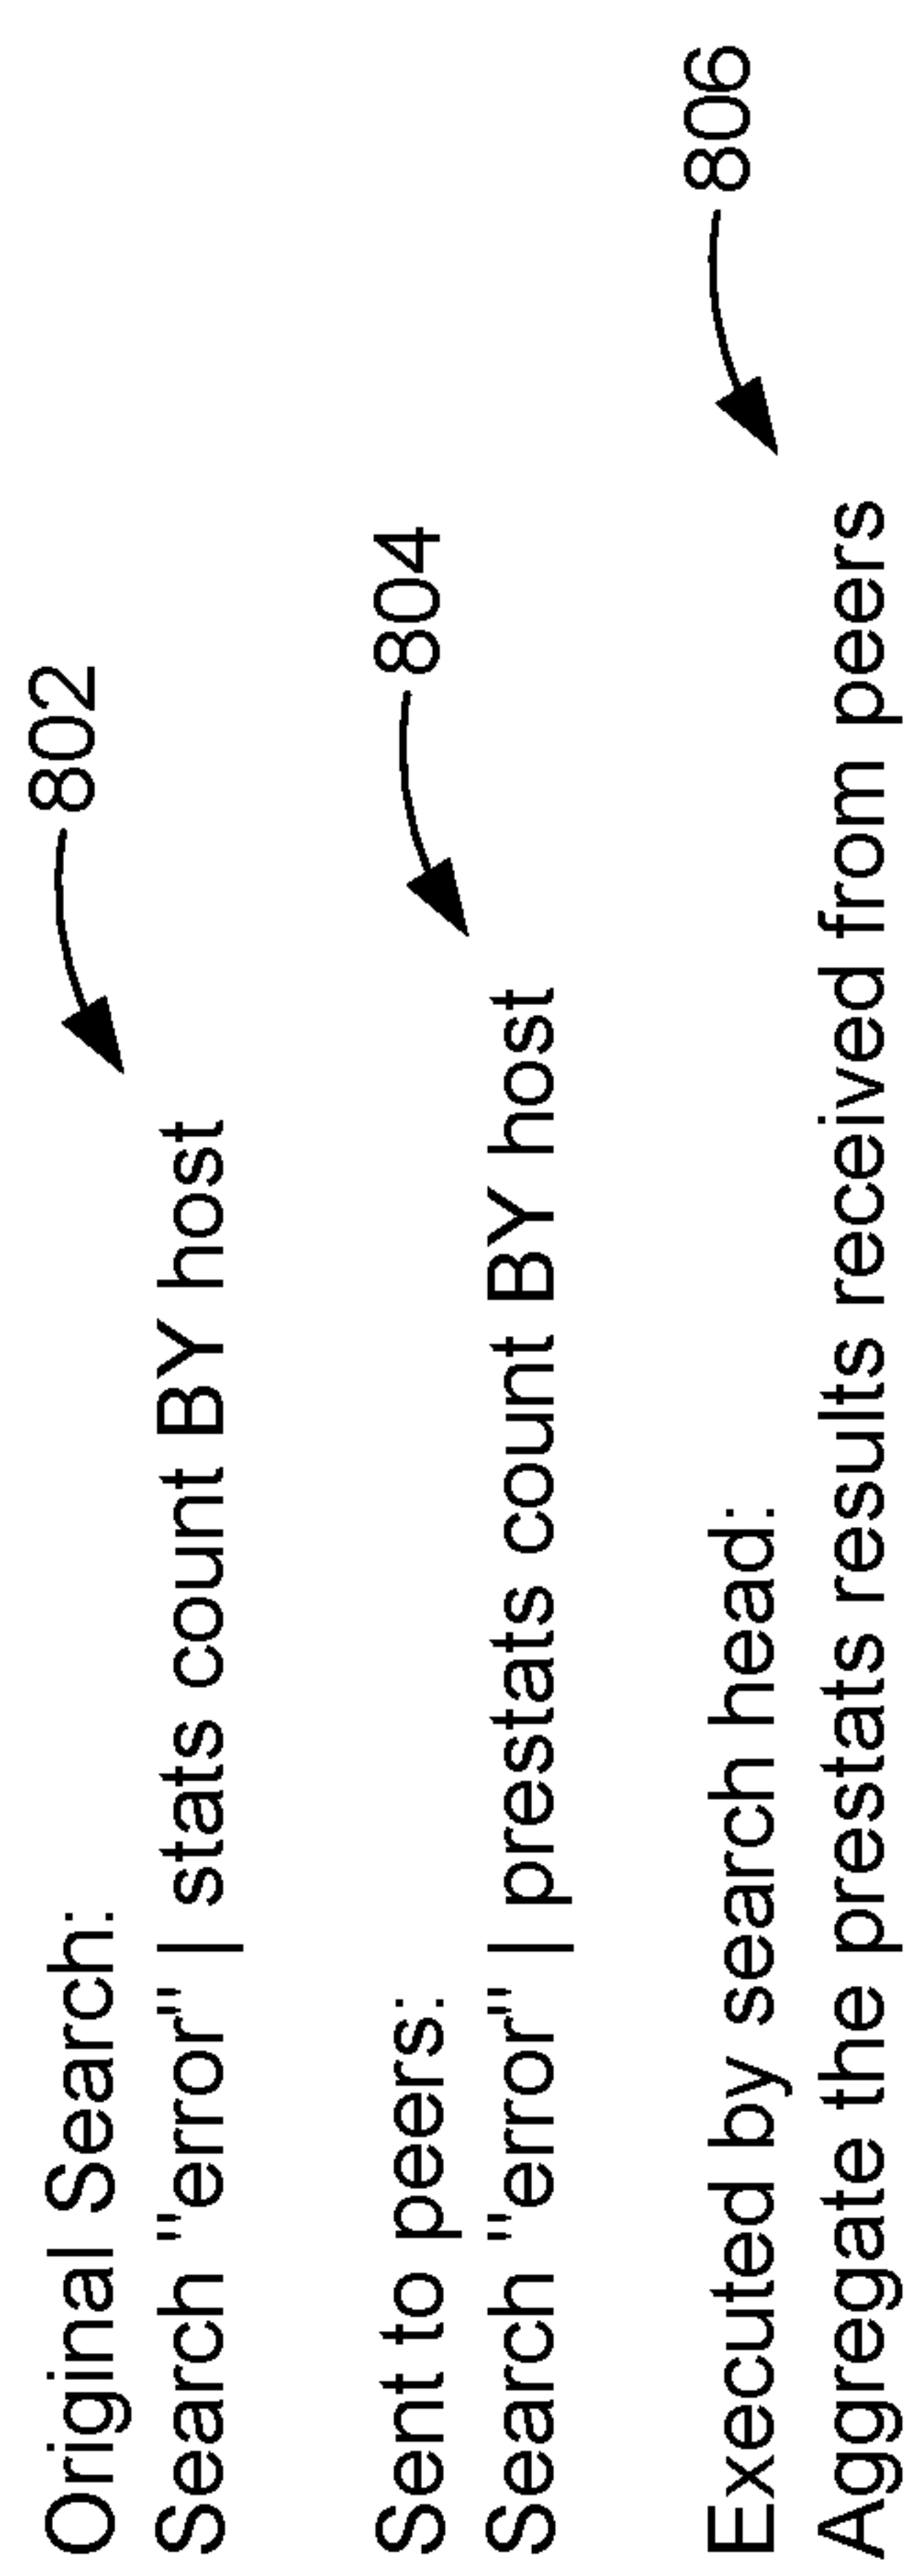 Original Search: 802
Search "error" | stats count BY host
Sent to peers: 804
Search "error" | prestats count BY host
Executed by search head: 806
Aggregate the prestats results received from peers